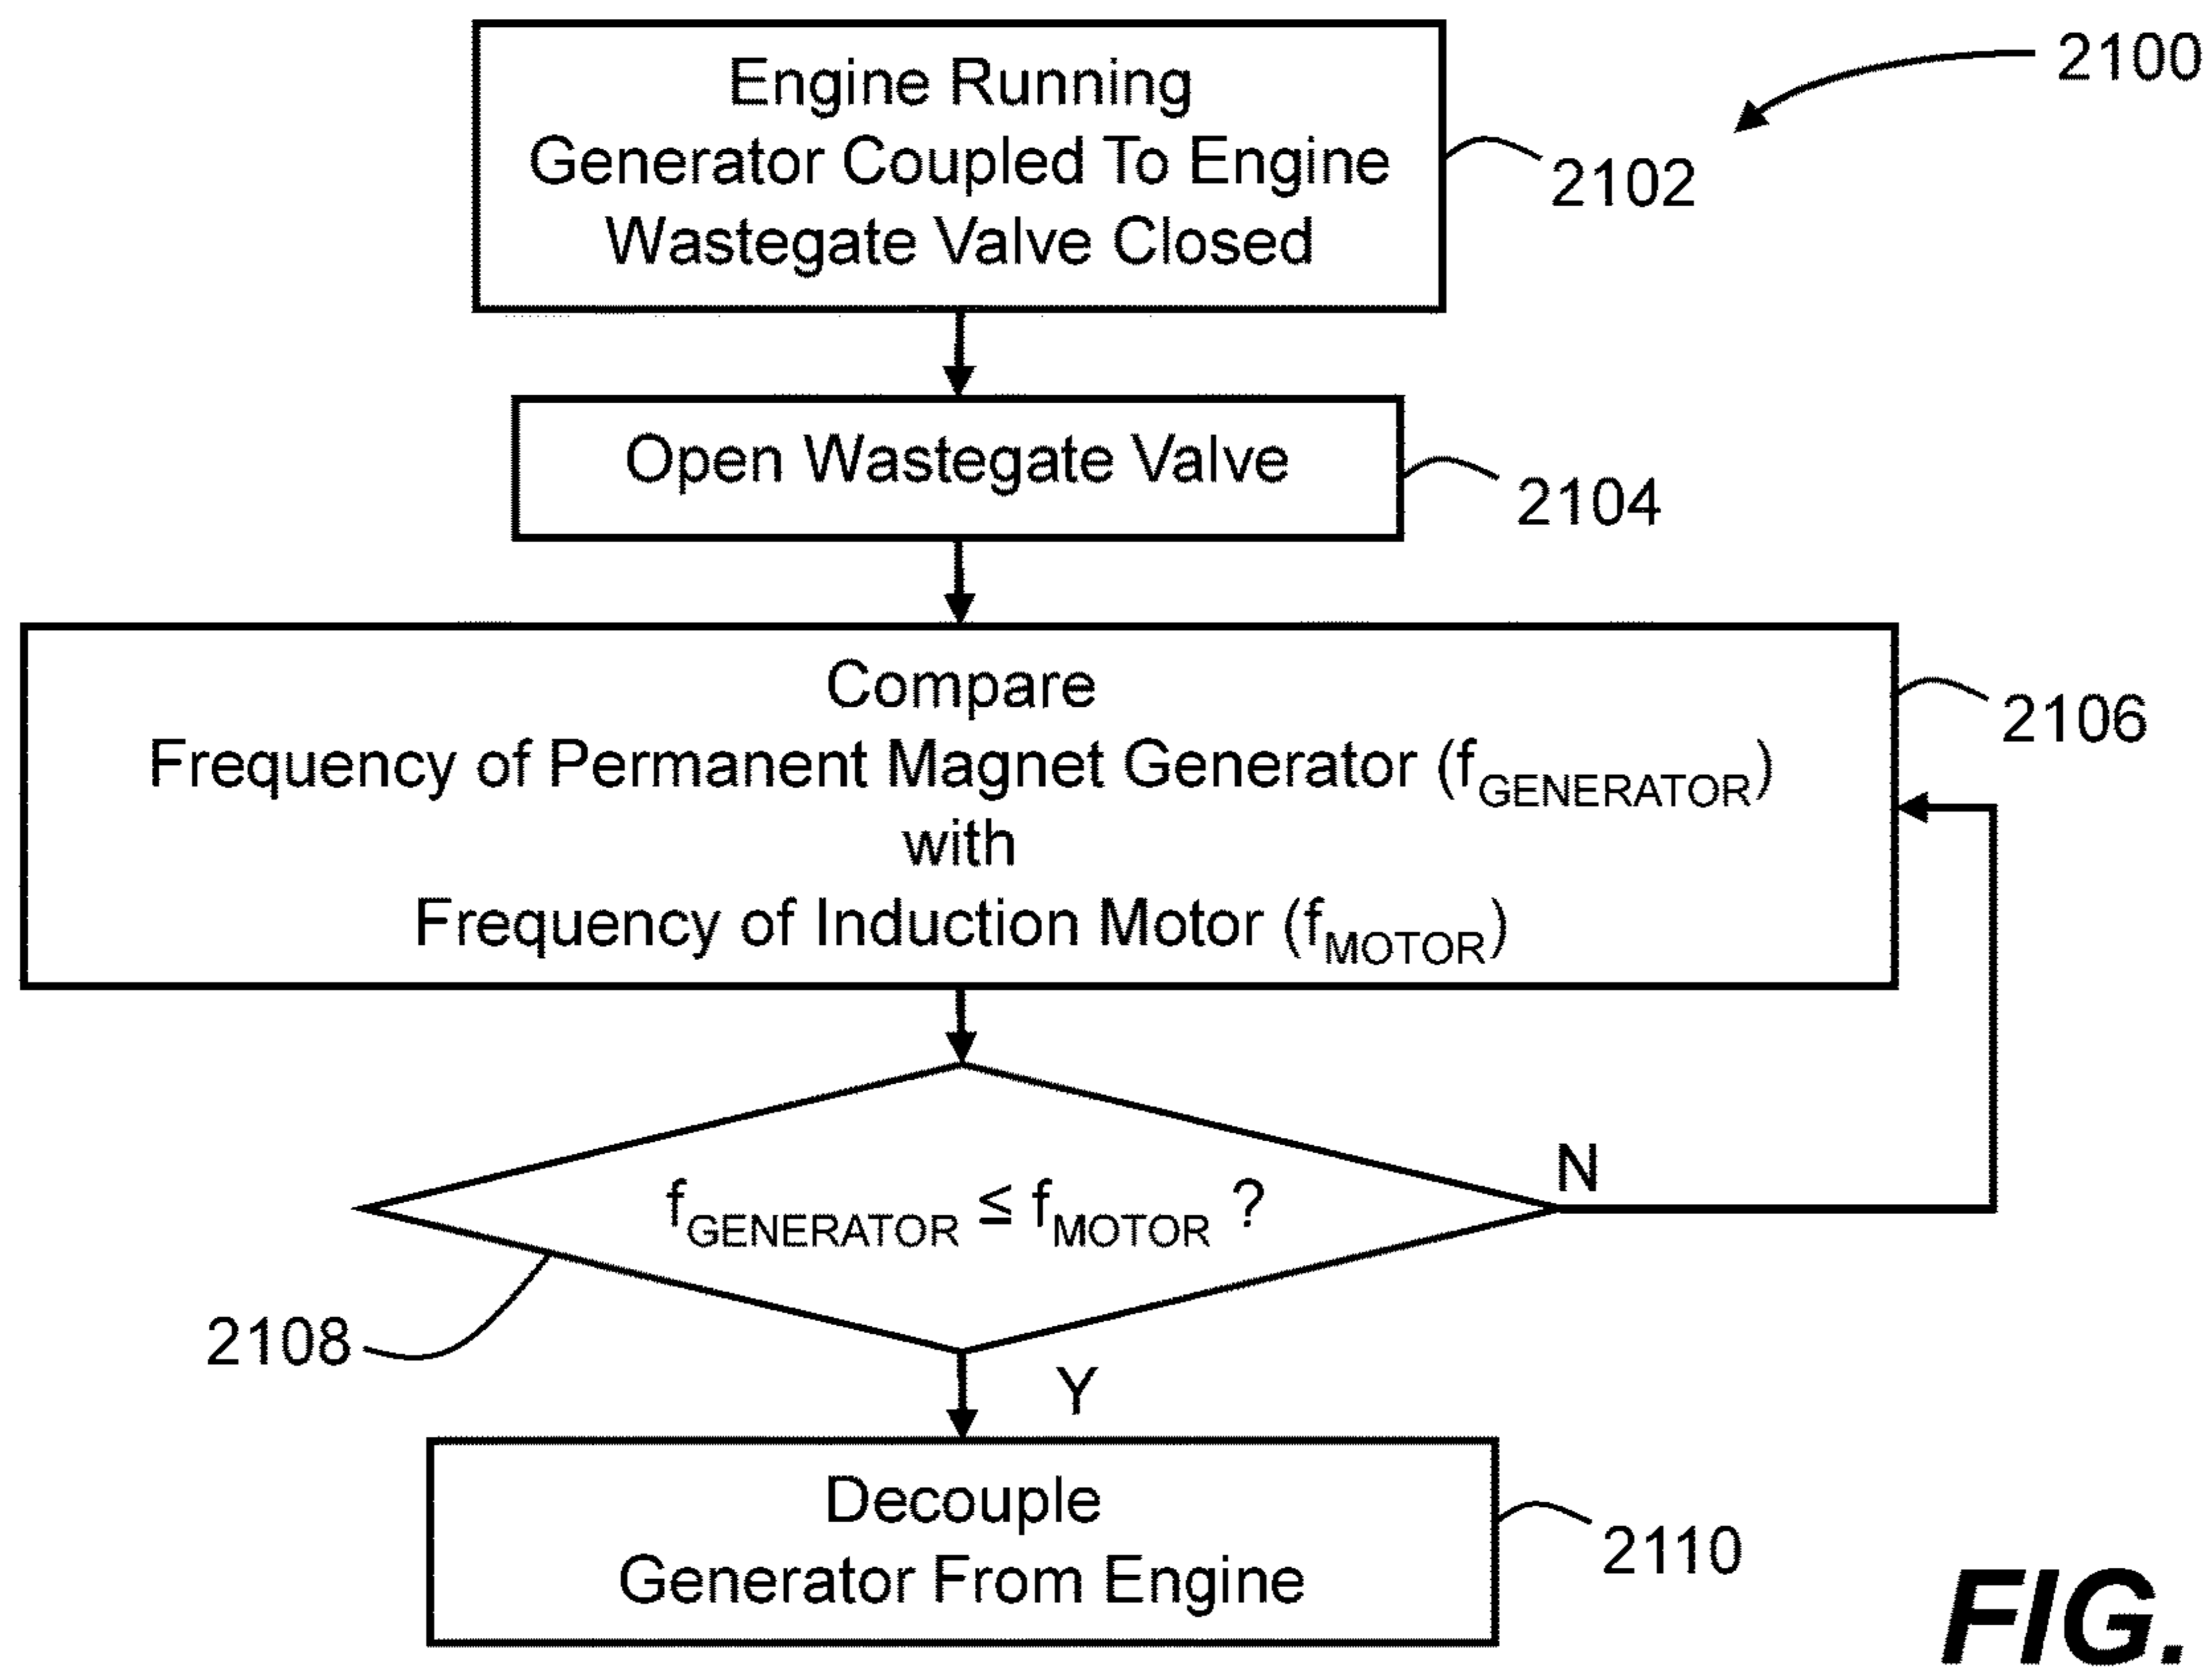 2100
Engine Running
Generator Coupled To Engine
Wastegate Valve Closed
2102
Open Wastegate Valve
2104
Compare
Frequency of Permanent Magnet Generator (fGENERATOR)
with
Frequency of Induction Motor (fMOTOR)
2106
fGENERATOR ≤ fMOTOR ?
N
2108
Y
Decouple
Generator From Engine
2110
FIG.